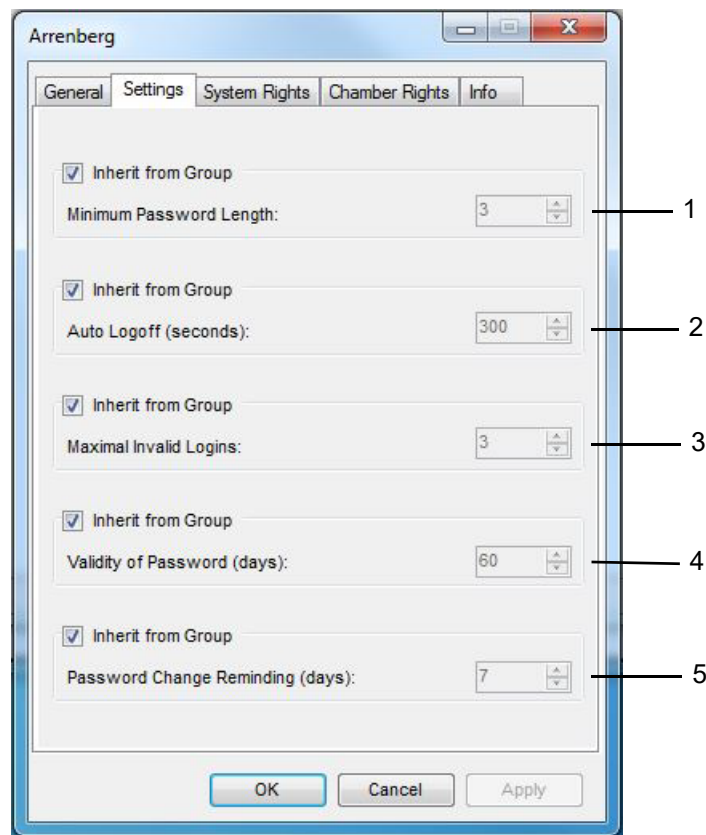 Arrenberg
General Settings System Rights Chamber Rights Info
Inherit from Group
Minimum Password Length: 3 1
Inherit from Group
Auto Logoff (seconds): 300 2
Inherit from Group
Maximal Invalid Logins: 3 3
Inherit from Group
Validity of Password (days): 60 4
Inherit from Group
Password Change Reminding (days): 7 5
OK Cancel Apply